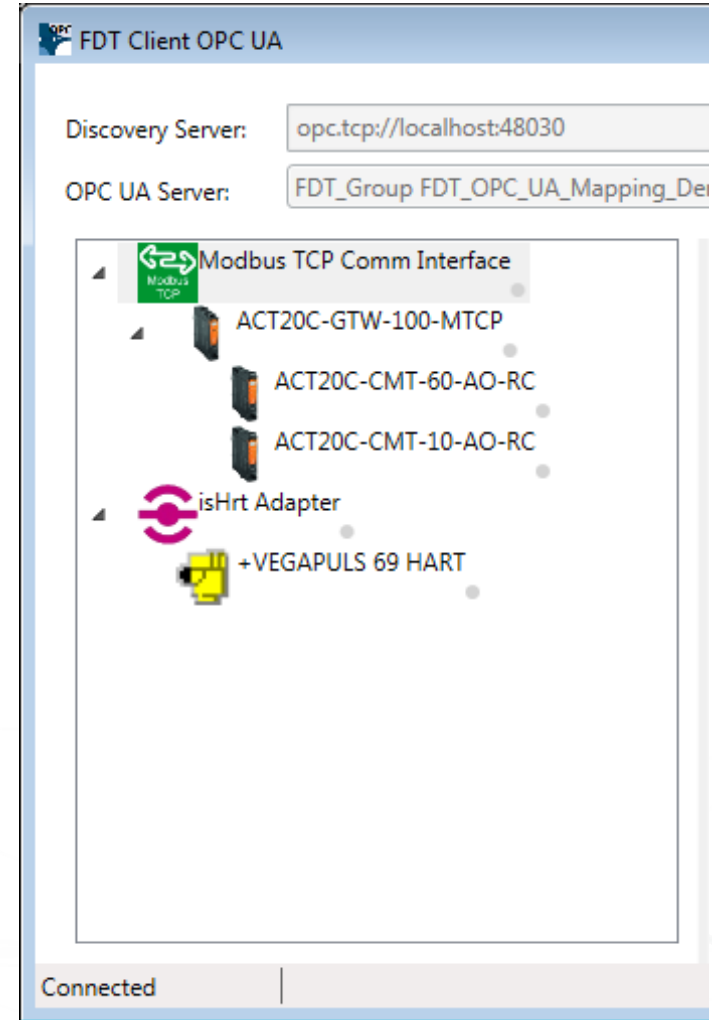 OPC
FDT Client OPC UA
Discovery Server: opc.tcp://localhost:48030
OPC UA Server: FDT_Group FDT_OPC_UA_Mapping_De
Modbus TCP Comm Interface
Modbus
TCP
ACT20C-GTW-100-MTCP
ACT20C-CMT-60-AO-RC
ACT20C-CMT-10-AO-RC
isHrt Adapter
+VEGAPULS 69 HART
Connected